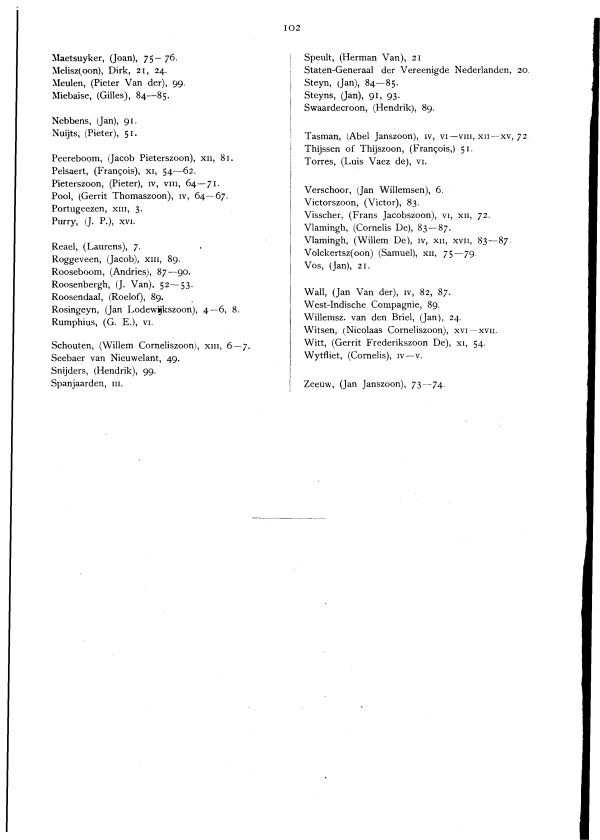 102
Maetsuyker, (Joan), 75—76.
Melisz(oon), Dirk, 21, 24.
Meulen, (Pieter Van der), 99.
Miebaise, (Gilles), 84—85.
Nebbens, (Jan), 91.
Nuijts, (Pieter), 51.
Peereboom, (Jacob Pieterszoon), XII, 81.
Pelsaert, (François), XI, 54—62.
Pieterszoon, (Pieter), IV, VIII, 64—71.
Pool, (Gerrit Thomaszoon), IV, 64—67.
Portugeezen, XIII, 3.
Purry, (J. P.), XVI.
Reael, (Laurens), 7.
Roggeveen, (Jacob), XIII, 89.
Rooseboom, (Andries), 87—90.
Roosenbergh, (J. Van), 52—53.
Roosendaal, (Roelof), 89.
Rosingeyn, (Jan Lodewijkszoon), 4—6, 8.
Rumphius, (G. E.), VI.
Schouten, (Willem Corneliszoon), XIII, 6—7.
Seebaer van Nieuwelant, 49.
Snijders, (Hendrik), 99.
Spanjaarden, III.
Speult, (Herman Van), 21
Staten-Generaal der Vereenigde Nederlanden, 20.
Steyn, (Jan), 84—85.
Steyns, (Jan), 91, 93.
Swaardecroon, (Hendrik), 89.
Tasman, (Abel Janszoon), IV, VI—VIII, XII—XV, 72
Thijssen of Thijszoon, (François,) 51.
Torres, (Luis Vaez de), VI.
Verschoor, (Jan Willemsen), 6.
Victorszoon, (Victor), 83.
Visscher, (Frans Jacobszoon), VI, XII, 72.
Vlamingh, (Cornelis De), 83—87.
Vlamingh, (Willem De), IV, XII, XVII, 83—87
Volckertsz(oon) (Samuel), XII, 75—79.
Vos, (Jan), 21.
Wall, (Jan Van der), IV, 82, 87.
West-Indische Compagnie, 89.
Willemsz. van den Briel, (Jan), 24.
Witsen, (Nicolaas Corneliszoon), XVI—XVII.
Witt, (Gerrit Frederikszoon De), XI, 54.
Wytfliet, (Cornelis), IV—V.
Zeeuw, (Jan Janszoon), 73—74.